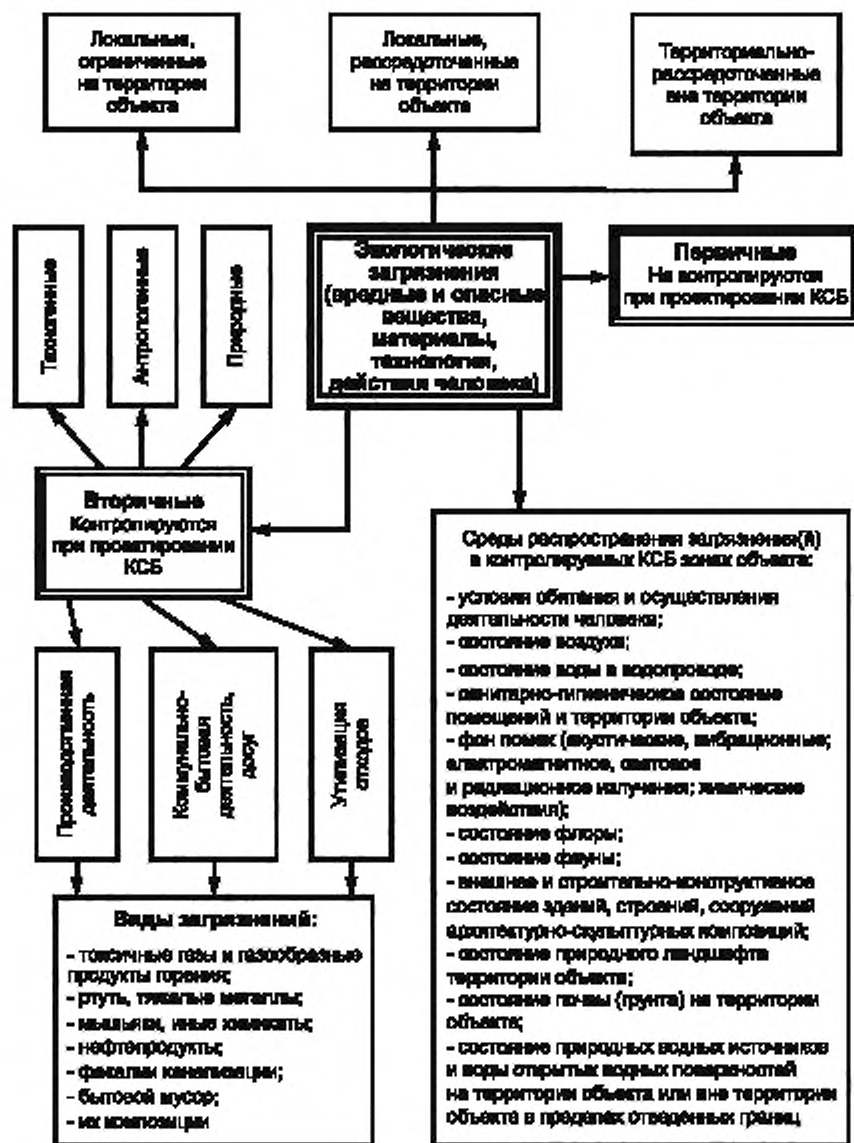 Локальные,
ограниченные
на территории
объекта
Локальные,
рассредоточенные
на территории
объекта
Территориально-
рассредоточенные
вне территории
объекта
Техногенные
Антропогенные
Природные
Экологические
загрязнения
(вредные и опасные
вещества,
материалы,
технология,
действия человека)
Первичные
Не контролируются
при проектировании КСБ
Вторичные
Контролируются
при проектировании
КСБ
Производственная
деятельность
Коммунально-
бытовая
деятельность,
досуг
Утилизация
отходов
Виды загрязнений:
- токсичные газы и газообразные
продукты горения;
- ртуть, тяжелые металлы;
- мышьяки, иные химикаты;
- нефтепродукты;
- фекалии канализации;
- бытовой мусор;
- их композиции
Среды распространения загрязнения(й)
в контролируемых КСБ зонах объекта:
- условия обитания и осуществления
деятельности человека;
- состояние воздуха;
- состояние воды в водопроводе;
- санитарно-гигиеническое состояние
помещений и территории объекта;
- фон помех (акустические, вибрационные;
электромагнитное, световое
и радиационное излучения; химические
воздействия);
- состояние флоры;
- состояние фауны;
- внешнее и строительно-конструктивное
состояние зданий, строений, сооружений
архитектурно-скульптурных композиций;
- состояние природного ландшафта
территории объекта;
- состояние почвы (грунта) на территории
объекта;
- состояние природных водных источников
и воды открытых водных поверхностей
на территории объекта или вне территории
объекта в пределах отведенных границ